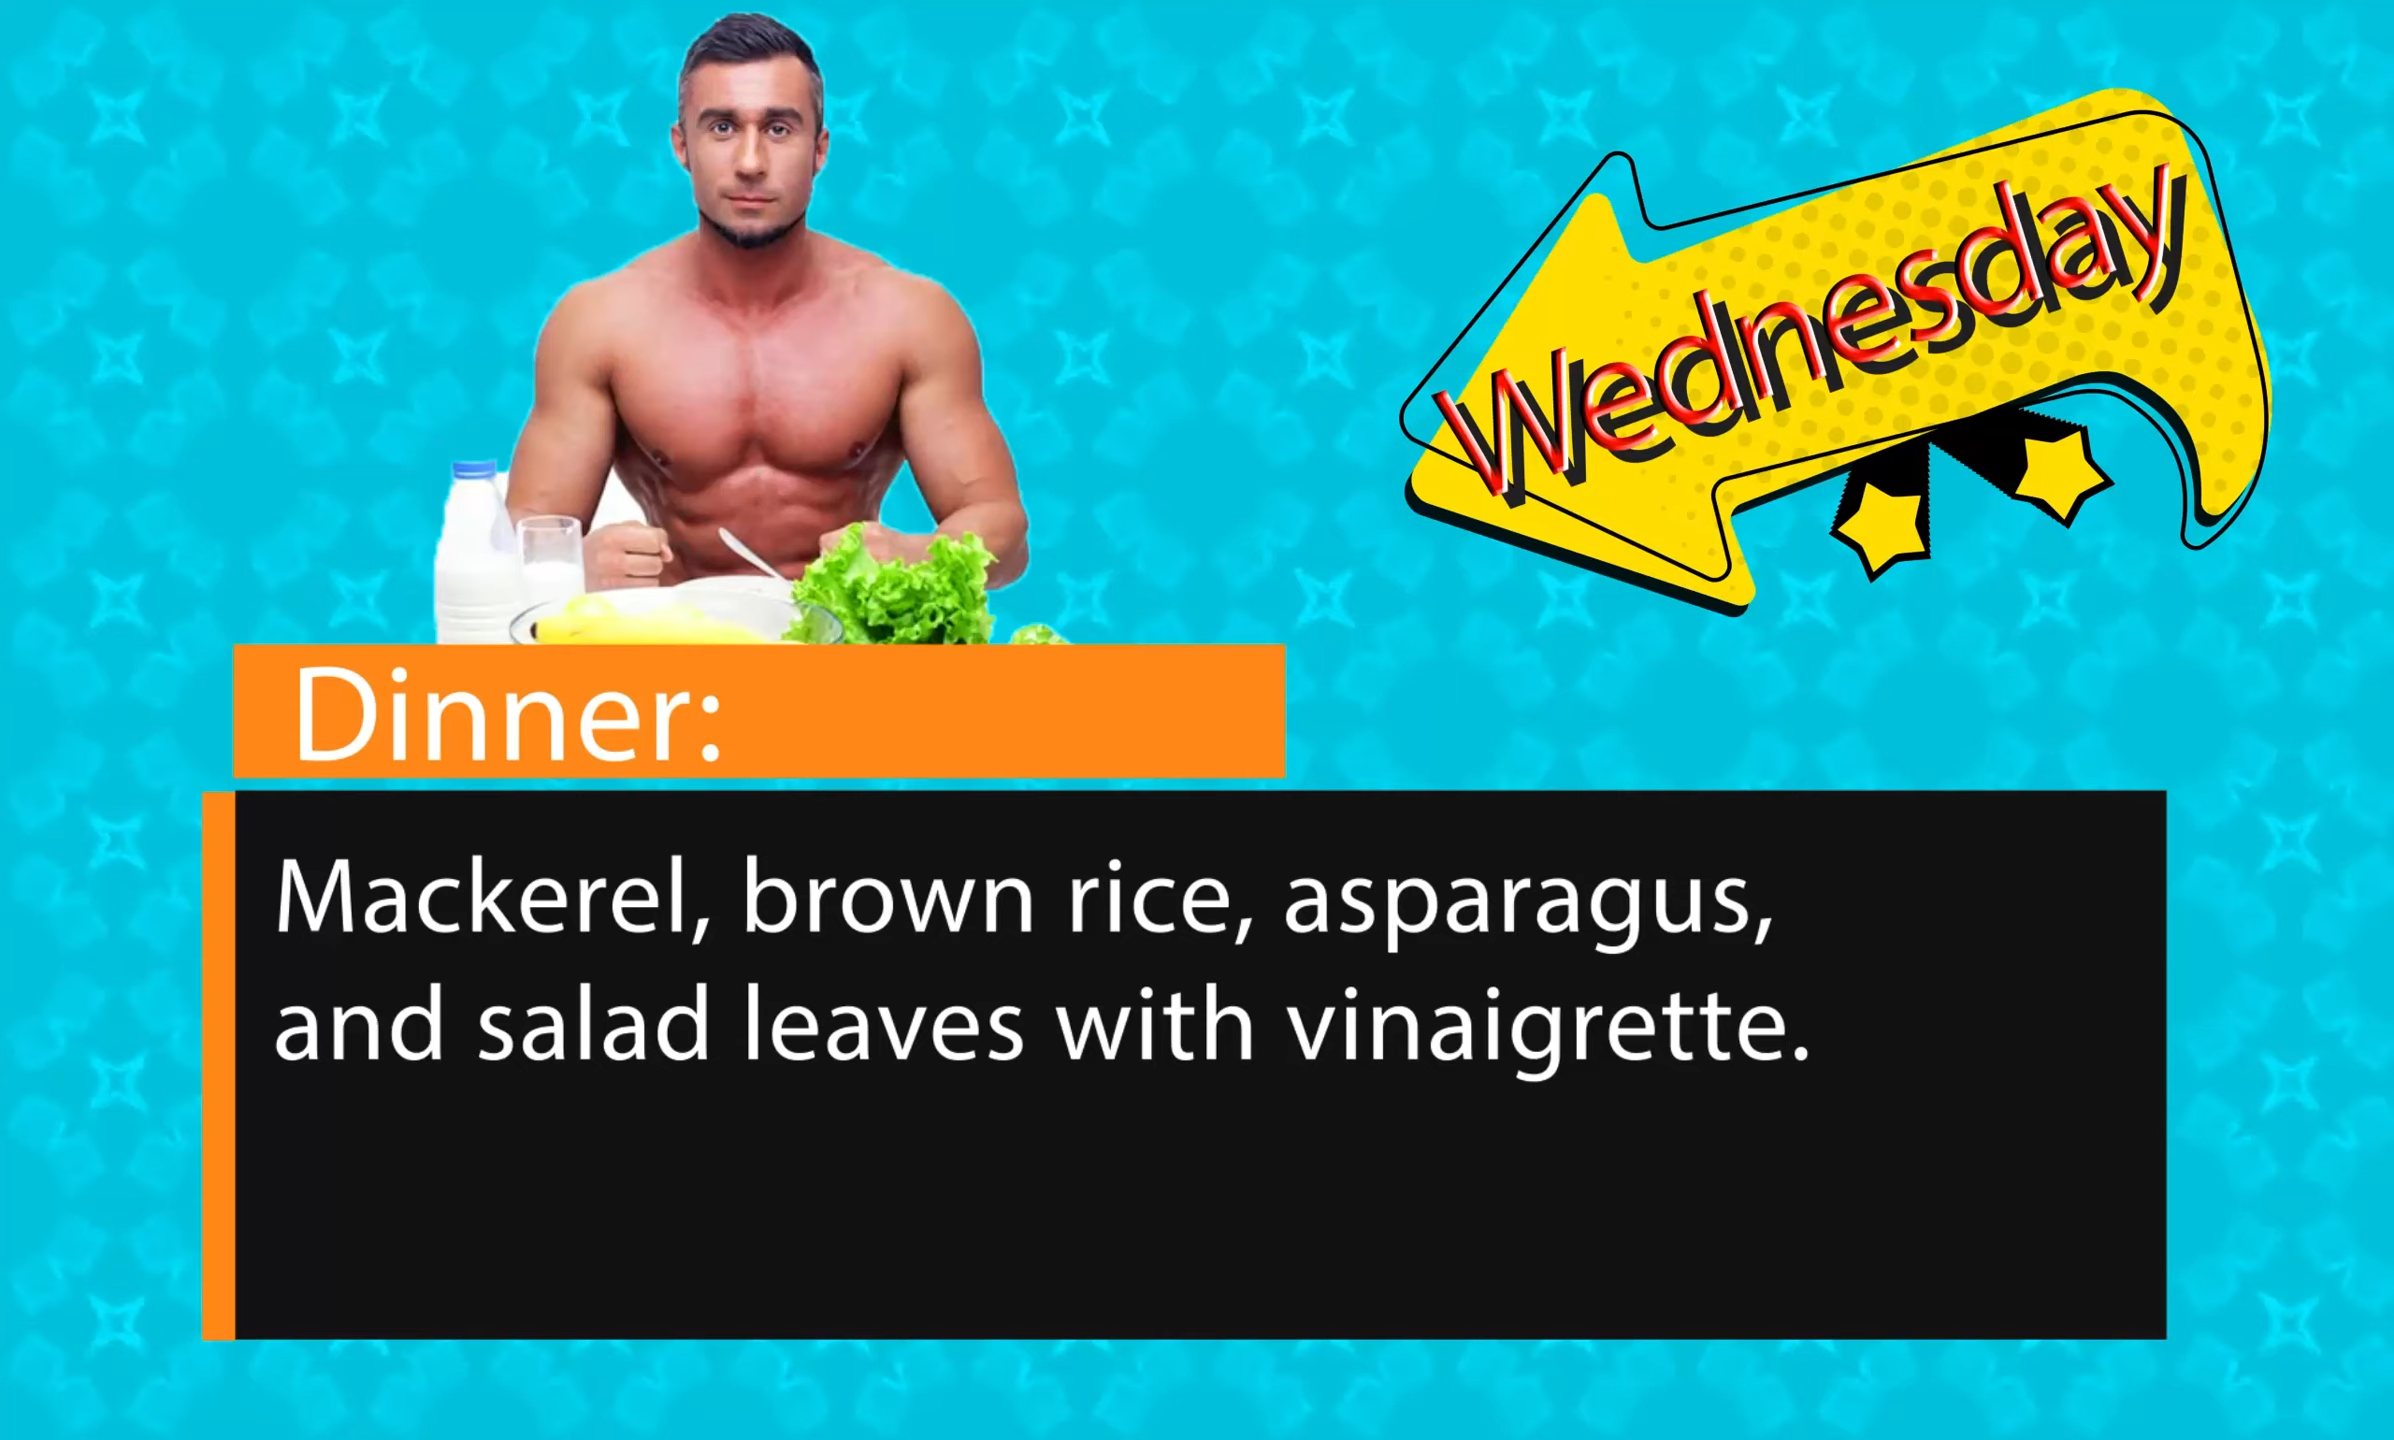 Wednesday
Dinner:
Mackerel, brown rice, asparagus,
and salad leaves with vinaigrette.